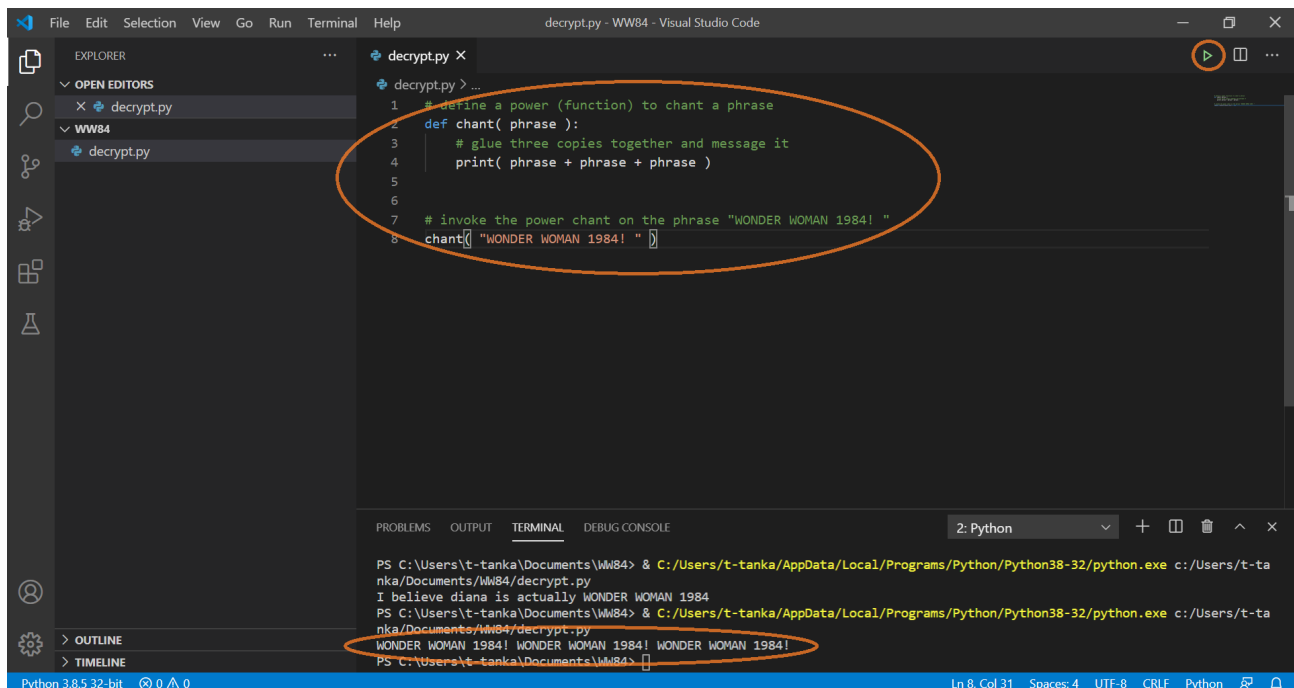 File Edit Selection View Go Run Terminal Help decrypt.py - WW84 - Visual Studio Code
EXPLORER
OPEN EDITORS
decrypt.py
WW84
decrypt.py
OUTLINE
TIMELINE
decrypt.py
decrypt.py > ...
1 # define a power (function) to chant a phrase
2 def chant( phrase ):
3     # glue three copies together and message it
4     print( phrase + phrase + phrase )
5
6
7 # invoke the power chant on the phrase "WONDER WOMAN 1984! "
8 chant( "WONDER WOMAN 1984! " )
PROBLEMS OUTPUT TERMINAL DEBUG CONSOLE 2: Python
PS C:\Users\t-tanka\Documents\WW84> & C:/Users/t-tanka/AppData/Local/Programs/Python/Python38-32/python.exe c:/Users/t-ta
nka/Documents/WW84/decrypt.py
I believe diana is actually WONDER WOMAN 1984
PS C:\Users\t-tanka\Documents\WW84> & C:/Users/t-tanka/AppData/Local/Programs/Python/Python38-32/python.exe c:/Users/t-ta
nka/Documents/WW84/decrypt.py
WONDER WOMAN 1984! WONDER WOMAN 1984! WONDER WOMAN 1984!
PS C:\Users\t-tanka\Documents\WW84>
Python 3.8.5 32-bit 0 0 Ln 8, Col 31 Spaces: 4 UTF-8 CRLF Python